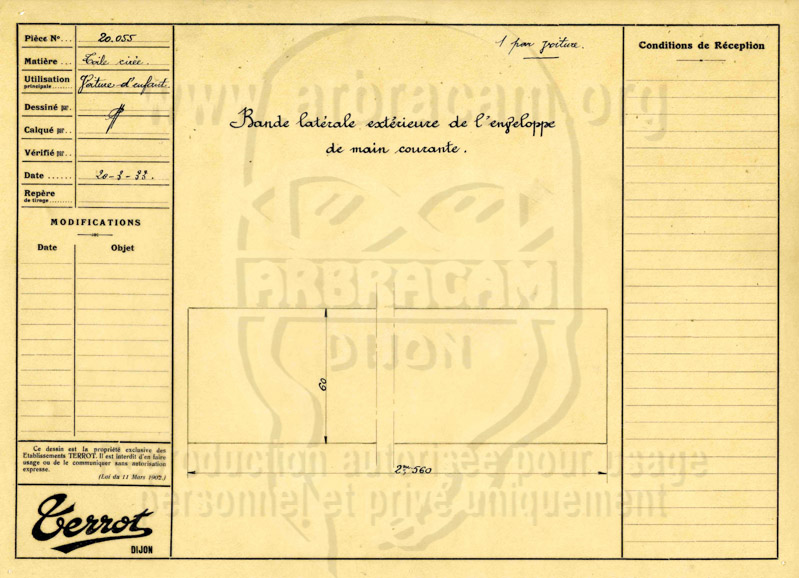 Pièce Nº... 20.055
Matière ... Toile cirée.
Utilisation principale....... Voiture d'enfant.
Dessiné par.
Calqué par..
Vérifié par..
Date ...... 20-3-33.
Repère
de tirage........
MODIFICATIONS
Date Objet
Ce dessin est la propriété exclusive des
Etablissements TERROT. Il est interdit d'en faire
usage ou de le communiquer sans autorisation
expresse.
(Loi du 11 Mars 1902.)
Terrot
DIJON
1 par voiture.
Bande latérale extérieure de l'enveloppe
de main courante.
60
2m560
Conditions de Réception
www.arbracam.org
ARBRACAM
DIJON
reproduction autorisée pour usage
personnel et privé uniquement